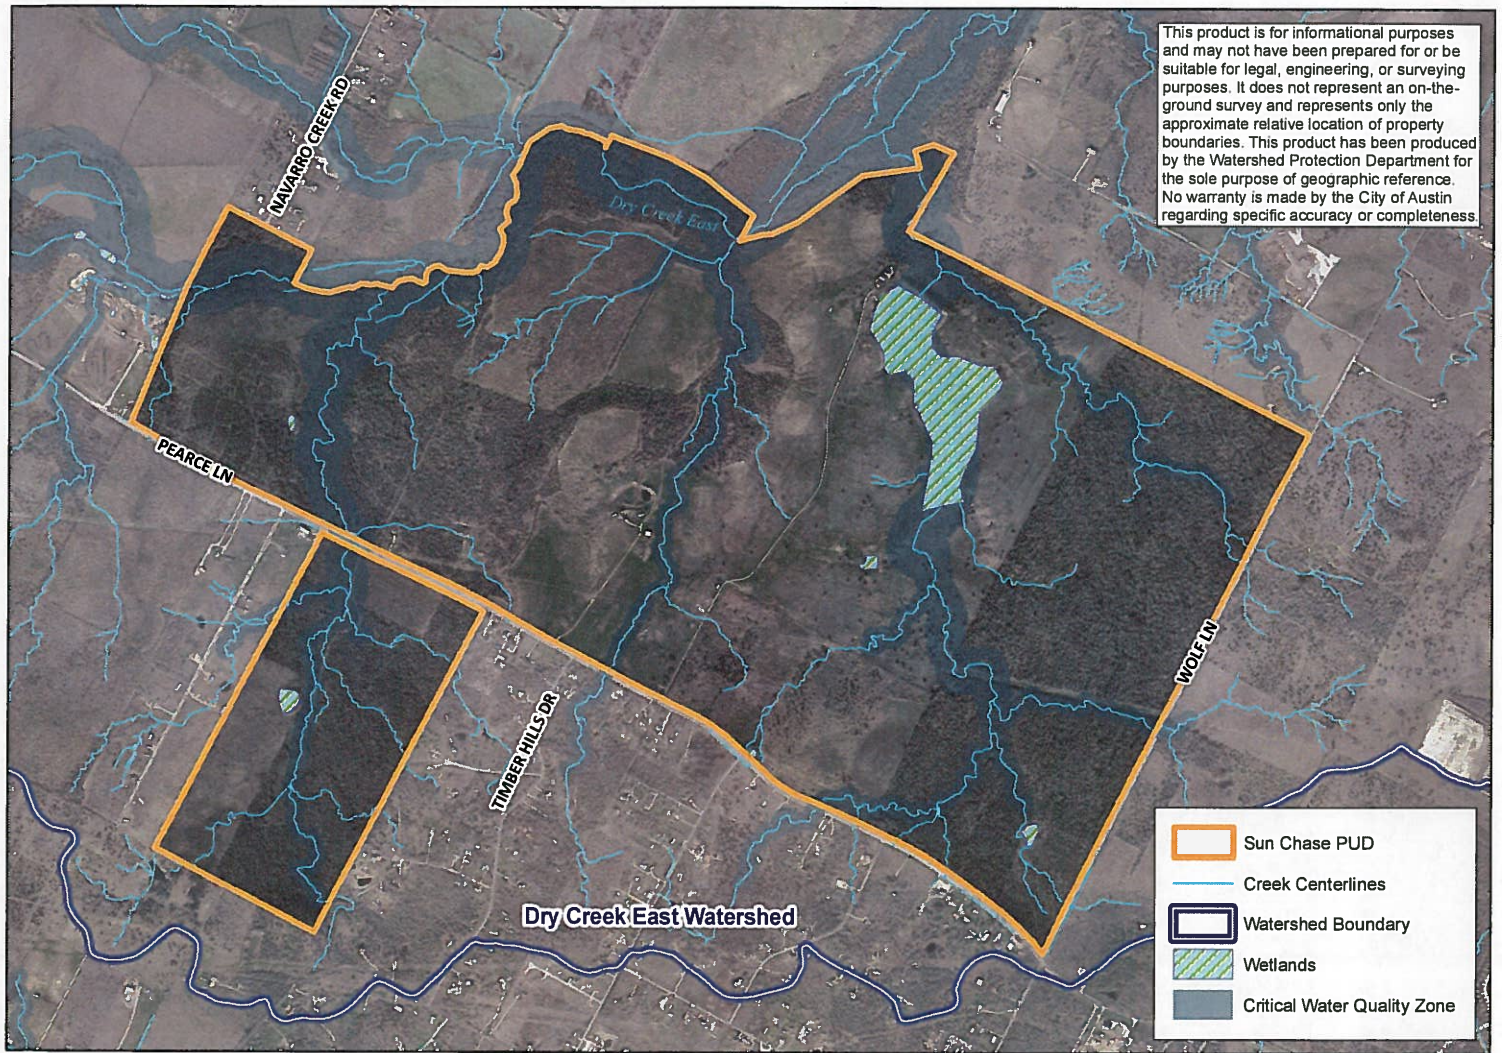 This product is for informational purposes
and may not have been prepared for or be
suitable for legal, engineering, or surveying
purposes. It does not represent an on-the-
ground survey and represents only the
approximate relative location of property
boundaries. This product has been produced
by the Watershed Protection Department for
the sole purpose of geographic reference.
No warranty is made by the City of Austin
regarding specific accuracy or completeness.
NAVARRO CREEK RD
Dry Creek East
PEARCE LN
WOLF LN
TIMBER HILLS DR
Dry Creek East Watershed
Sun Chase PUD
Creek Centerlines
Watershed Boundary
Wetlands
Critical Water Quality Zone